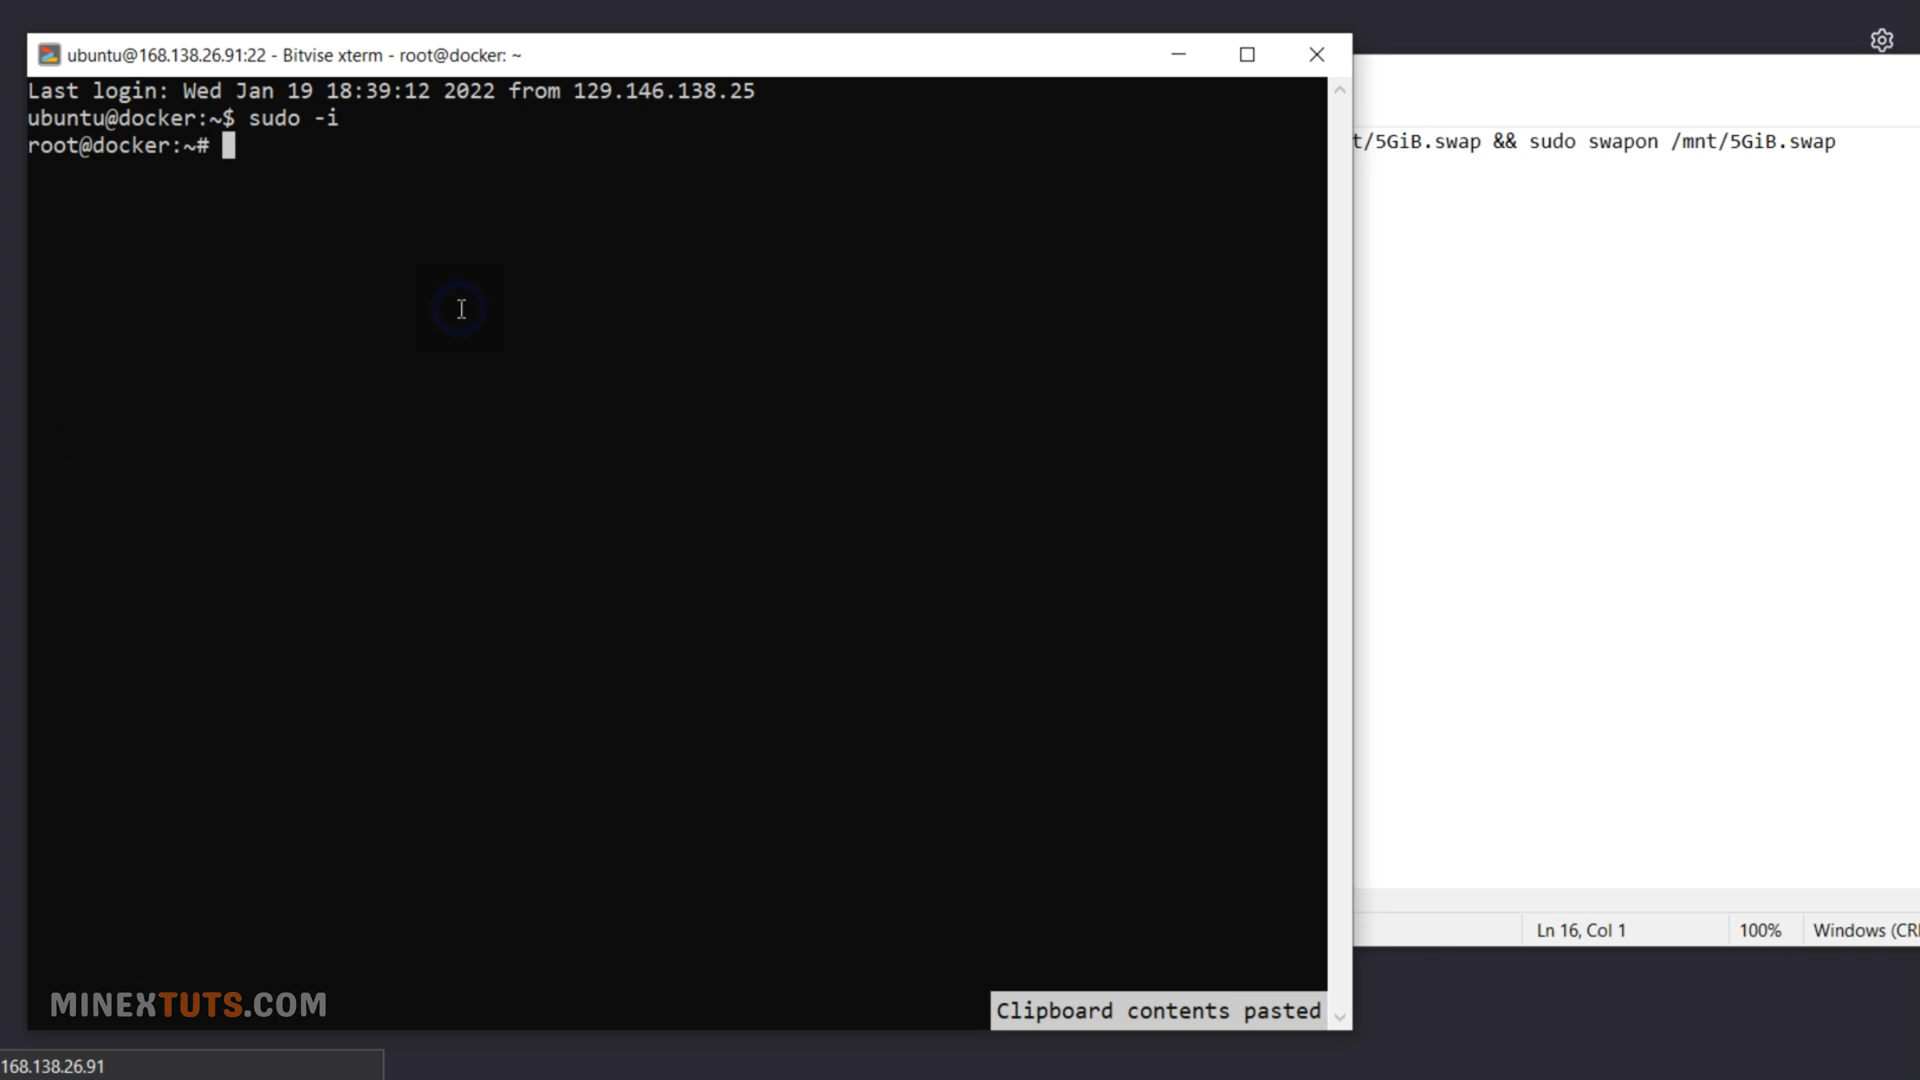 ubuntu@168.138.26.91:22 - Bitvise xterm - root@docker: ~
Last login: Wed Jan 19 18:39:12 2022 from 129.146.138.25
ubuntu@docker:~$ sudo -i
root@docker:~#
t/5GiB.swap && sudo swapon /mnt/5GiB.swap
Ln 16, Col 1
100%
Windows (CR
MINEXTUTS.COM
Clipboard contents pasted
168.138.26.91